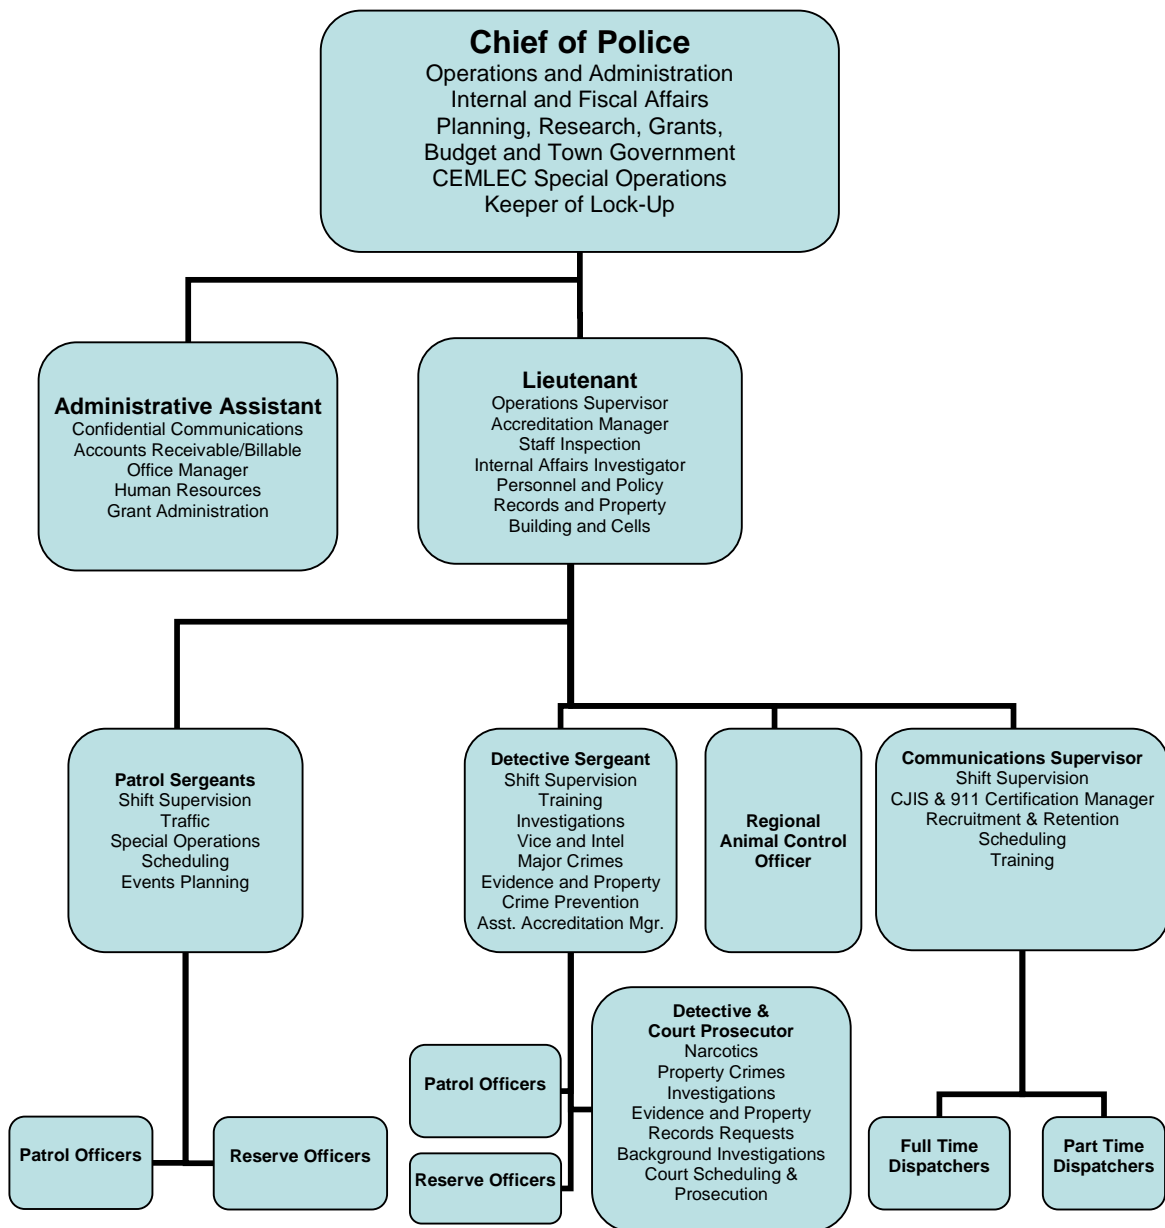 Chief of Police
Operations and Administration
Internal and Fiscal Affairs
Planning, Research, Grants,
Budget and Town Government
CEMLEC Special Operations
Keeper of Lock-Up
Administrative Assistant
Confidential Communications
Accounts Receivable/Billable
Office Manager
Human Resources
Grant Administration
Lieutenant
Operations Supervisor
Accreditation Manager
Staff Inspection
Internal Affairs Investigator
Personnel and Policy
Records and Property
Building and Cells
Patrol Sergeants
Shift Supervision
Traffic
Special Operations
Scheduling
Events Planning
Detective Sergeant
Shift Supervision
Training
Investigations
Vice and Intel
Major Crimes
Evidence and Property
Crime Prevention
Asst. Accreditation Mgr.
Regional
Animal Control
Officer
Communications Supervisor
Shift Supervision
CJIS & 911 Certification Manager
Recruitment & Retention
Scheduling
Training
Patrol Officers
Reserve Officers
Patrol Officers
Reserve Officers
Detective &
Court Prosecutor
Narcotics
Property Crimes
Investigations
Evidence and Property
Records Requests
Background Investigations
Court Scheduling &
Prosecution
Full Time
Dispatchers
Part Time
Dispatchers